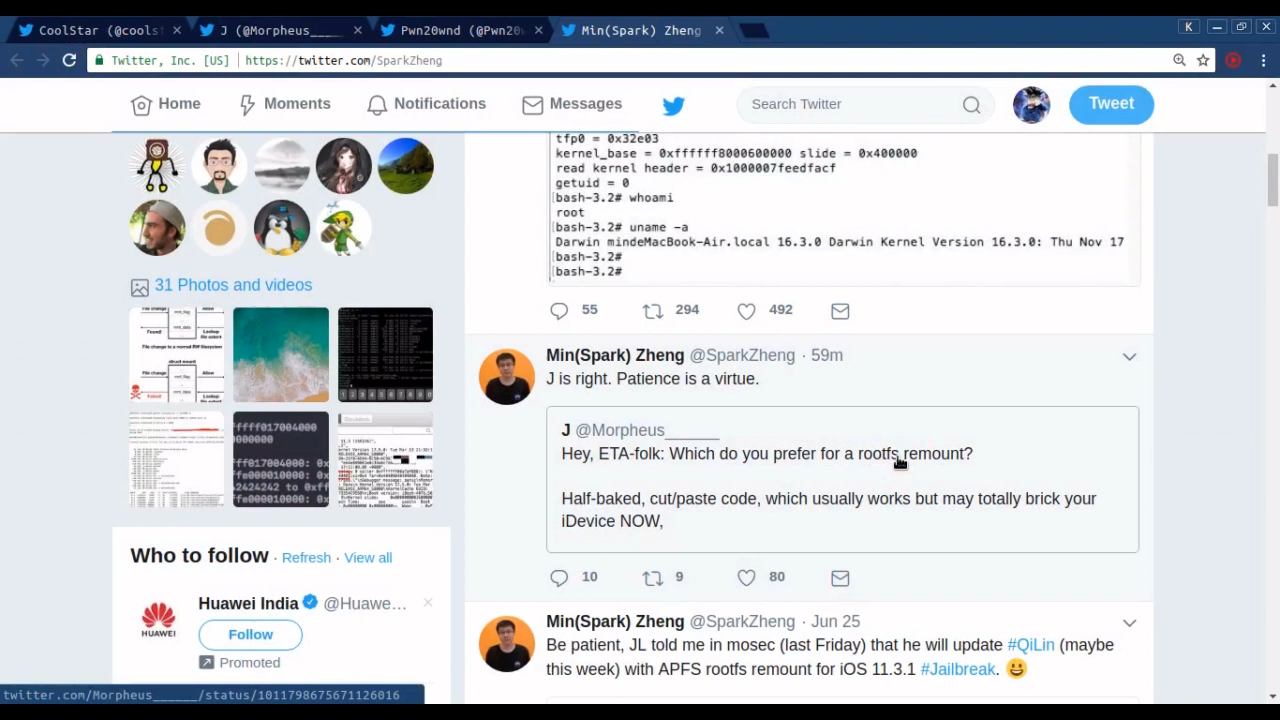 CoolStar (@cools
J (@Morpheus____
Pwn20wnd (@Pwn20w
Min(Spark) Zheng
K
Twitter, Inc. [US]
https://twitter.com/SparkZheng
Home
Moments
Notifications
Messages
Search Twitter
Tweet
31 Photos and videos
Who to follow · Refresh · View all
Huawei India @Huawe...
HUAWEI
Follow
Promoted
twitter.com/Morpheus______/status/1011798675671126016
tfp0 = 0x32e03
kernel_base = 0xffffff8000600000 slide = 0x400000
read kernel header = 0x1000007feedfacf
getuid = 0
[bash-3.2# whoami
root
[bash-3.2# uname -a
Darwin mindeMacBook-Air.local 16.3.0 Darwin Kernel Version 16.3.0: Thu Nov 17
[bash-3.2#
[bash-3.2#
55 294 492
Min(Spark) Zheng @SparkZheng · 59m
J is right. Patience is a virtue.
J @Morpheus______
Hey, ETA-folk: Which do you prefer for a rootfs remount?
Half-baked, cut/paste code, which usually works but may totally brick your
iDevice NOW,
10 9 80
Min(Spark) Zheng @SparkZheng · Jun 25
Be patient, JL told me in mosec (last Friday) that he will update #QiLin (maybe
this week) with APFS rootfs remount for iOS 11.3.1 #Jailbreak.